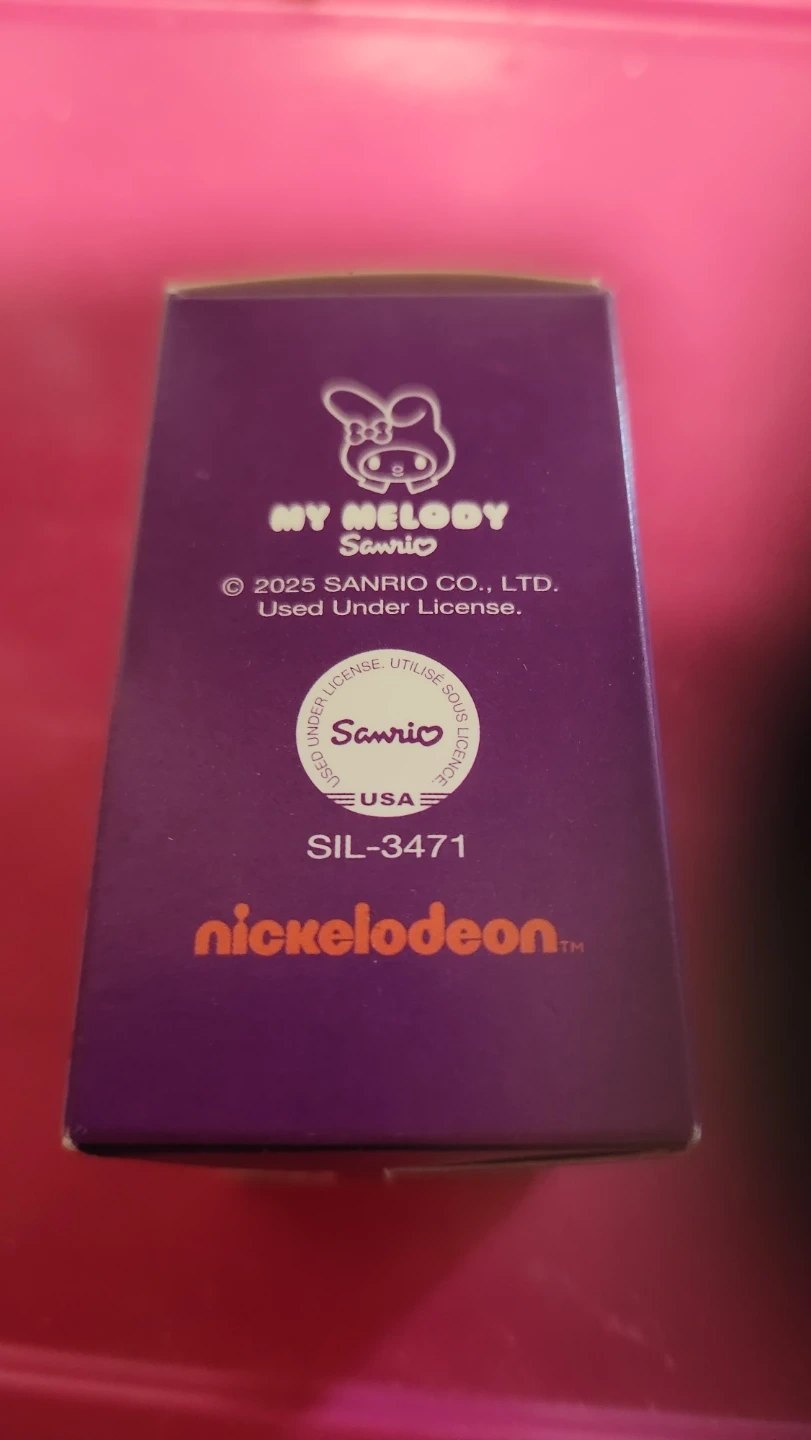 MY MELODY
Sanrio
© 2025 SANRIO CO., LTD.
Used Under License.
USED UNDER LICENSE. UTILISÉ SOUS LICENCE.
Sanrio
USA
SIL-3471
nickelodeon™